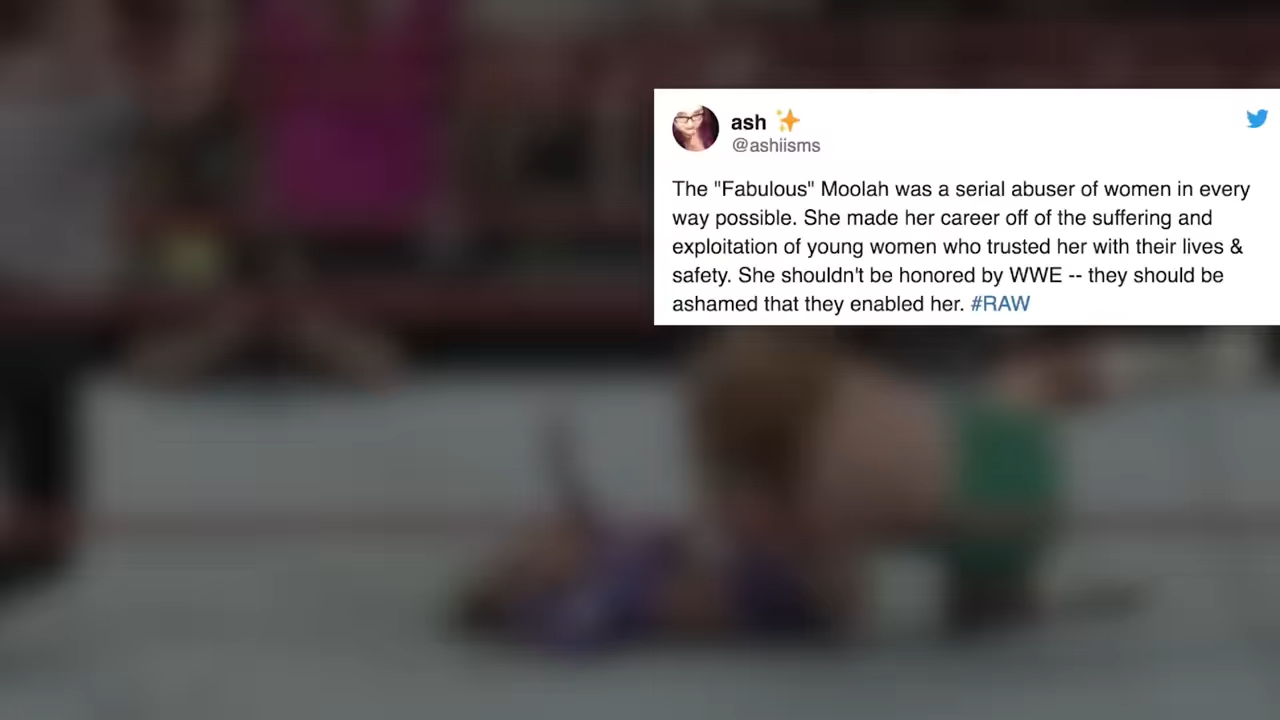 ash ✨
@ashiisms
The "Fabulous" Moolah was a serial abuser of women in every
way possible. She made her career off of the suffering and
exploitation of young women who trusted her with their lives &
safety. She shouldn't be honored by WWE -- they should be
ashamed that they enabled her. #RAW